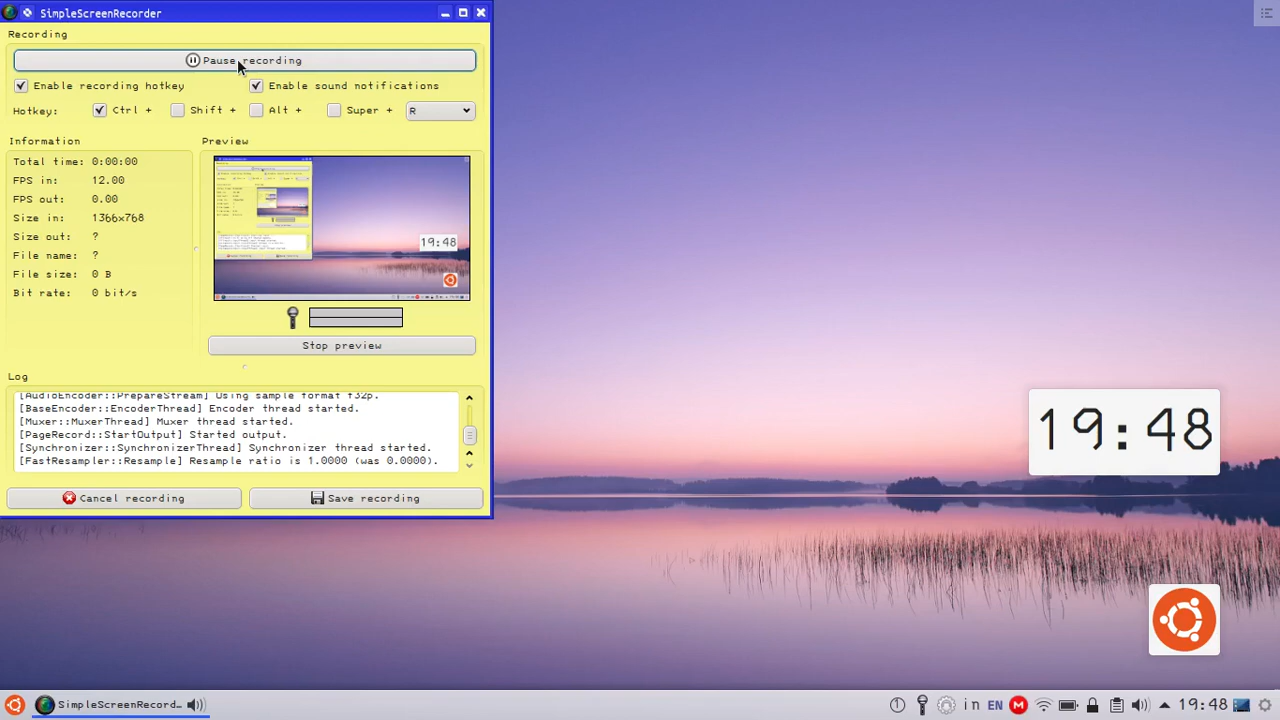 SimpleScreenRecorder
Recording
Pause recording
Enable recording hotkey
Enable sound notifications
Hotkey: Ctrl + Shift + Alt + Super + R
Information
Preview
Total time: 0:00:00
FPS in: 12.00
FPS out: 0.00
Size in: 1366x768
Size out: ?
File name: ?
File size: 0 B
Bit rate: 0 bit/s
19:48
Stop preview
Log
[AudioEncoder::PrepareStream] Using sample format f32p.
[BaseEncoder::EncoderThread] Encoder thread started.
[Muxer::MuxerThread] Muxer thread started.
[PageRecord::StartOutput] Started output.
[Synchronizer::SynchronizerThread] Synchronizer thread started.
[FastResampler::Resample] Resample ratio is 1.0000 (was 0.0000).
Cancel recording
Save recording
19:48
SimpleScreenRecord…
in EN M 19:48